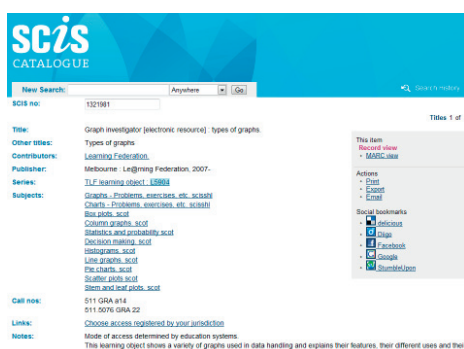 scis
CATALOGUE
New Search: Anywhere Go Search History
SCIS no: 1321981
Titles 1 of
Title: Graph investigator [electronic resource] : types of graphs.
Other titles: Types of graphs
Contributors: Learning Federation.
Publisher: Melbourne : Le@rning Federation, 2007-
Series: TLF learning object ; L5904
Subjects: Graphs - Problems, exercises, etc. scisshl
Charts - Problems, exercises, etc. scisshl
Box plots. scot
Column graphs. scot
Statistics and probability scot
Decision making. scot
Histograms. scot
Line graphs. scot
Pie charts. scot
Scatter plots scot
Stem and leaf plots. scot
This item
Record view
MARC view
Actions
Print
Export
Email
Social bookmarks
delicious
Diigo
Facebook
Google
StumbleUpon
Call nos: 511 GRA a14
511.5076 GRA 22
Links: Choose access registered by your jurisdiction
Notes: Mode of access determined by education systems.
This learning object shows a variety of graphs used in data handling and explains their features, their different uses and thei